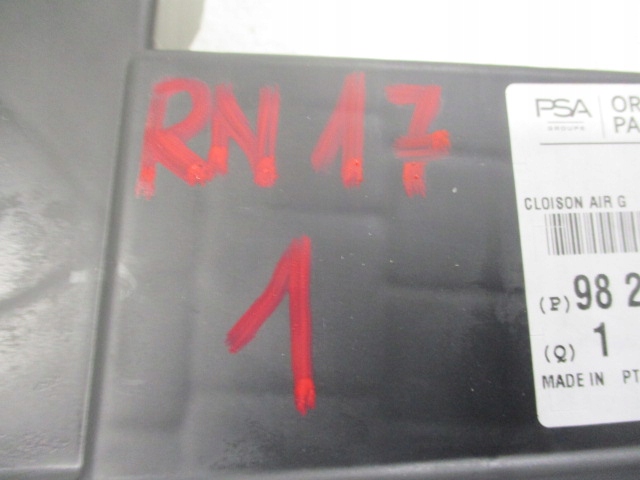 RN 17
1
PSA
GROUPE
OR
PA
CLOISON AIR G
(P) 98 2
(Q) 1
MADE IN PT